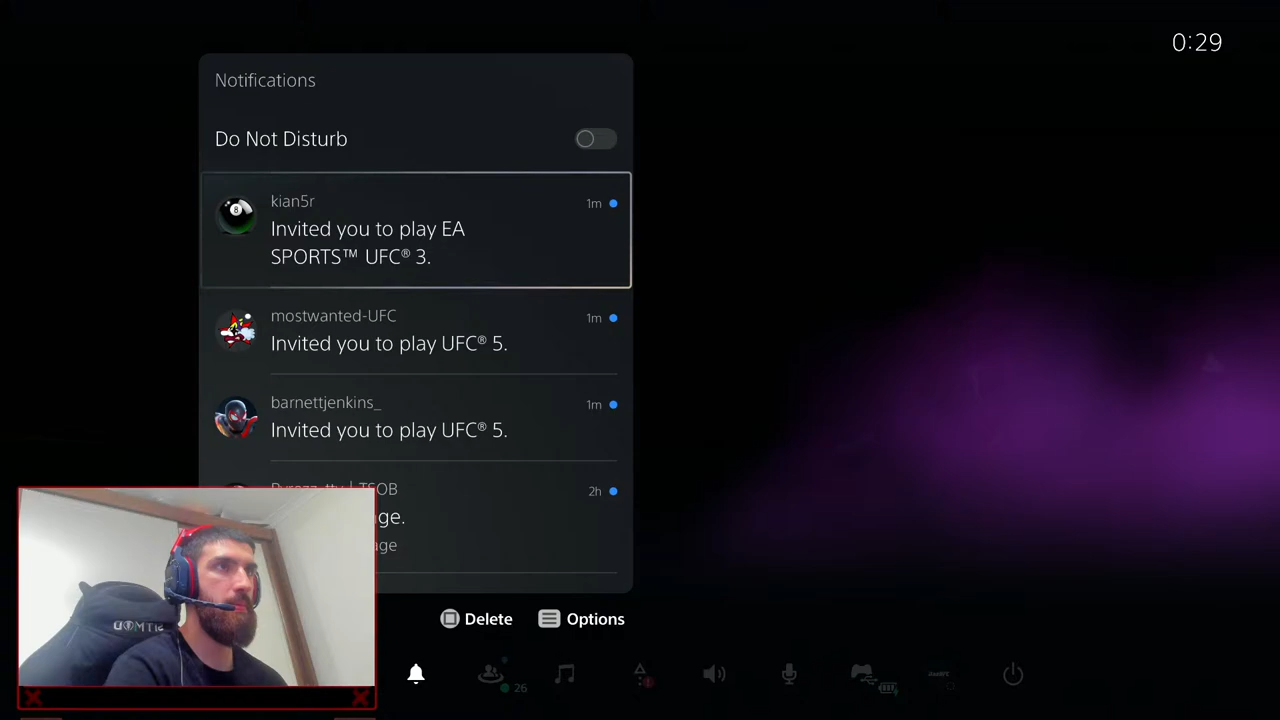 0:29
Notifications
Do Not Disturb
kian5r
1m
Invited you to play EA
SPORTS™ UFC® 3.
mostwanted-UFC
1m
Invited you to play UFC® 5.
barnettjenkins_
1m
Invited you to play UFC® 5.
TSOB
2h
ge.
ge
Delete
Options
26